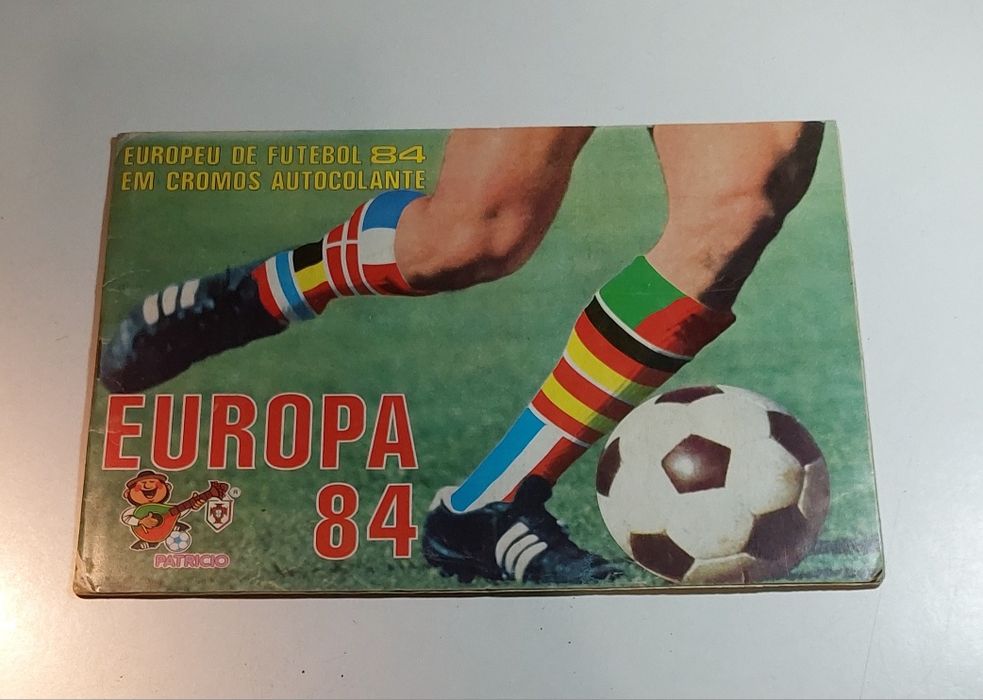 EUROPEU DE FUTEBOL 84
EM CROMOS AUTOCOLANTE
EUROPA
84
PATRICIO